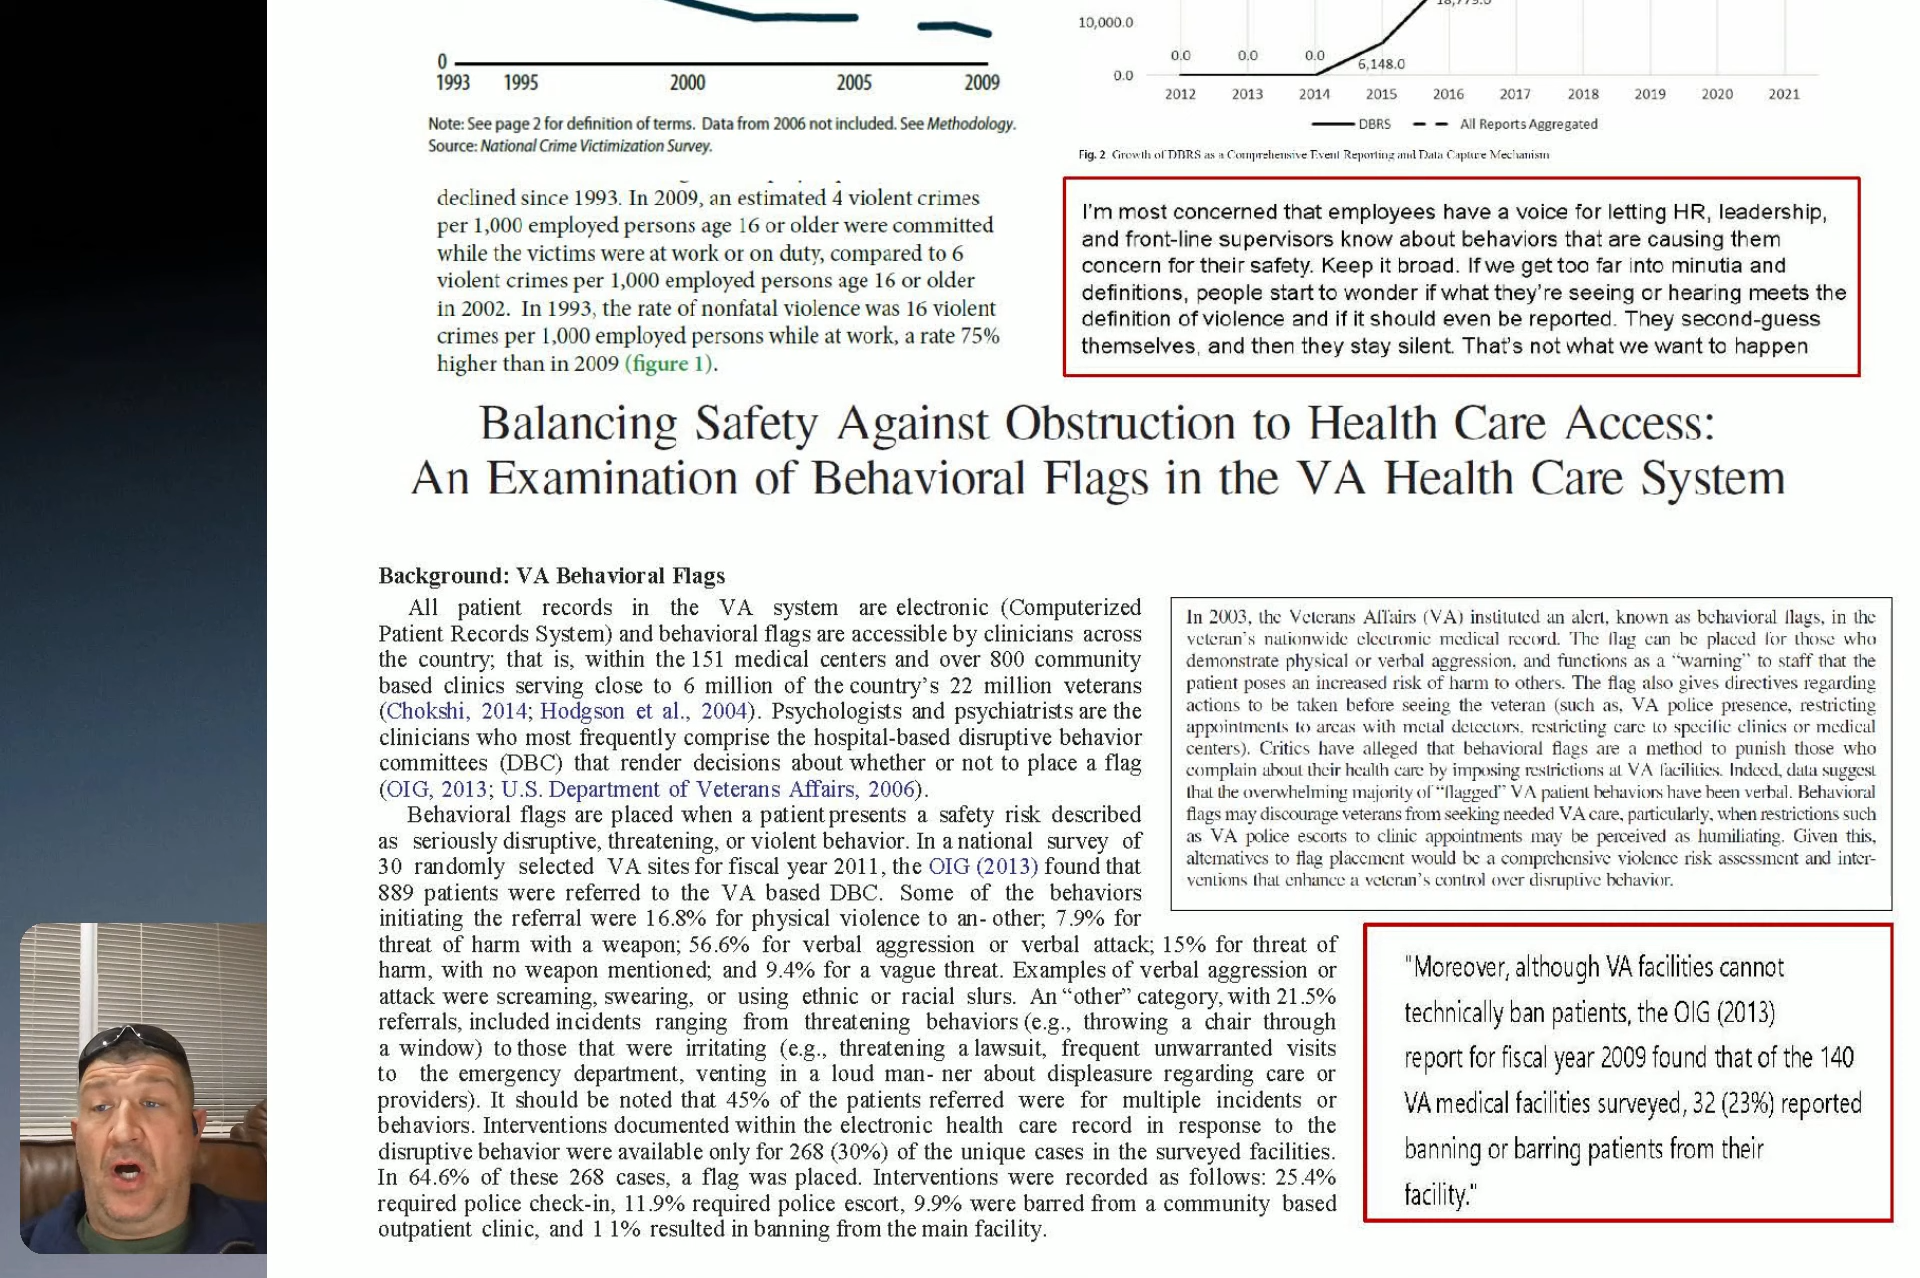 0
1993 1995 2000 2005 2009
Note: See page 2 for definition of terms. Data from 2006 not included. See Methodology.
Source: National Crime Victimization Survey.
declined since 1993. In 2009, an estimated 4 violent crimes
per 1,000 employed persons age 16 or older were committed
while the victims were at work or on duty, compared to 6
violent crimes per 1,000 employed persons age 16 or older
in 2002. In 1993, the rate of nonfatal violence was 16 violent
crimes per 1,000 employed persons while at work, a rate 75%
higher than in 2009 (figure 1).
10,000.0
0.0 0.0 0.0
6,148.0
0.0
2012 2013 2014 2015 2016 2017 2018 2019 2020 2021
DBRS All Reports Aggregated
Fig. 2 Growth of DBRS as a Comprehensive Event Reporting and Data Capture Mechanism
I'm most concerned that employees have a voice for letting HR, leadership,
and front-line supervisors know about behaviors that are causing them
concern for their safety. Keep it broad. If we get too far into minutia and
definitions, people start to wonder if what they're seeing or hearing meets the
definition of violence and if it should even be reported. They second-guess
themselves, and then they stay silent. That's not what we want to happen
Balancing Safety Against Obstruction to Health Care Access:
An Examination of Behavioral Flags in the VA Health Care System
Background: VA Behavioral Flags
All patient records in the VA system are electronic (Computerized
Patient Records System) and behavioral flags are accessible by clinicians across
the country; that is, within the 151 medical centers and over 800 community
based clinics serving close to 6 million of the country's 22 million veterans
(Chokshi, 2014; Hodgson et al., 2004). Psychologists and psychiatrists are the
clinicians who most frequently comprise the hospital-based disruptive behavior
committees (DBC) that render decisions about whether or not to place a flag
(OIG, 2013; U.S. Department of Veterans Affairs, 2006).
Behavioral flags are placed when a patient presents a safety risk described
as seriously disruptive, threatening, or violent behavior. In a national survey of
30 randomly selected VA sites for fiscal year 2011, the OIG (2013) found that
889 patients were referred to the VA based DBC. Some of the behaviors
initiating the referral were 16.8% for physical violence to an- other; 7.9% for
threat of harm with a weapon; 56.6% for verbal aggression or verbal attack; 15% for threat of
harm, with no weapon mentioned; and 9.4% for a vague threat. Examples of verbal aggression or
attack were screaming, swearing, or using ethnic or racial slurs. An "other" category, with 21.5%
referrals, included incidents ranging from threatening behaviors (e.g., throwing a chair through
a window) to those that were irritating (e.g., threatening a lawsuit, frequent unwarranted visits
to the emergency department, venting in a loud man- ner about displeasure regarding care or
providers). It should be noted that 45% of the patients referred were for multiple incidents or
behaviors. Interventions documented within the electronic health care record in response to the
disruptive behavior were available only for 268 (30%) of the unique cases in the surveyed facilities.
In 64.6% of these 268 cases, a flag was placed. Interventions were recorded as follows: 25.4%
required police check-in, 11.9% required police escort, 9.9% were barred from a community based
outpatient clinic, and 1 1% resulted in banning from the main facility.
In 2003, the Veterans Affairs (VA) instituted an alert, known as behavioral flags, in the
veteran's nationwide electronic medical record. The flag can be placed for those who
demonstrate physical or verbal aggression, and functions as a "warning" to staff that the
patient poses an increased risk of harm to others. The flag also gives directives regarding
actions to be taken before seeing the veteran (such as, VA police presence, restricting
appointments to areas with metal detectors, restricting care to specific clinics or medical
centers). Critics have alleged that behavioral flags are a method to punish those who
complain about their health care by imposing restrictions at VA facilities. Indeed, data suggest
that the overwhelming majority of "flagged" VA patient behaviors have been verbal. Behavioral
flags may discourage veterans from seeking needed VA care, particularly, when restrictions such
as VA police escorts to clinic appointments may be perceived as humiliating. Given this,
alternatives to flag placement would be a comprehensive violence risk assessment and inter-
ventions that enhance a veteran's control over disruptive behavior.
"Moreover, although VA facilities cannot
technically ban patients, the OIG (2013)
report for fiscal year 2009 found that of the 140
VA medical facilities surveyed, 32 (23%) reported
banning or barring patients from their
facility."